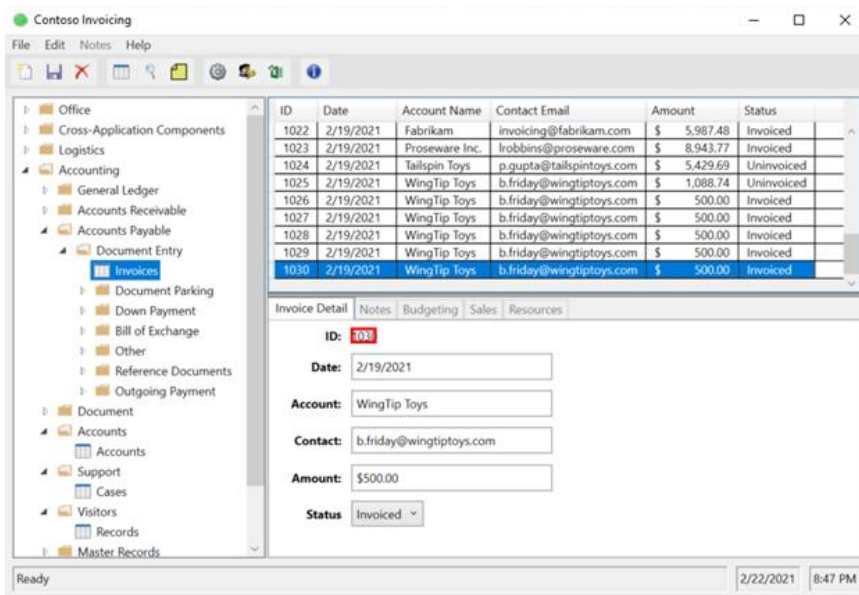 Contoso Invoicing
File Edit Notes Help
Office
Cross-Application Components
Logistics
Accounting
General Ledger
Accounts Receivable
Accounts Payable
Document Entry
Invoices
Document Parking
Down Payment
Bill of Exchange
Other
Reference Documents
Outgoing Payment
Document
Accounts
Accounts
Support
Cases
Visitors
Records
Master Records
ID Date Account Name Contact Email Amount Status
1022 2/19/2021 Fabrikam invoicing@fabrikam.com $ 5,987.48 Invoiced
1023 2/19/2021 Proseware Inc. lrobbins@proseware.com $ 8,943.77 Invoiced
1024 2/19/2021 Tailspin Toys p.gupta@tailspintoys.com $ 5,429.69 Uninvoiced
1025 2/19/2021 WingTip Toys b.friday@wingtiptoys.com $ 1,088.74 Uninvoiced
1026 2/19/2021 WingTip Toys b.friday@wingtiptoys.com $ 500.00 Invoiced
1027 2/19/2021 WingTip Toys b.friday@wingtiptoys.com $ 500.00 Invoiced
1028 2/19/2021 WingTip Toys b.friday@wingtiptoys.com $ 500.00 Invoiced
1029 2/19/2021 WingTip Toys b.friday@wingtiptoys.com $ 500.00 Invoiced
1030 2/19/2021 WingTip Toys b.friday@wingtiptoys.com $ 500.00 Invoiced
Invoice Detail Notes Budgeting Sales Resources
ID: 1030
Date: 2/19/2021
Account: WingTip Toys
Contact: b.friday@wingtiptoys.com
Amount: $500.00
Status Invoiced
Ready 2/22/2021 8:47 PM